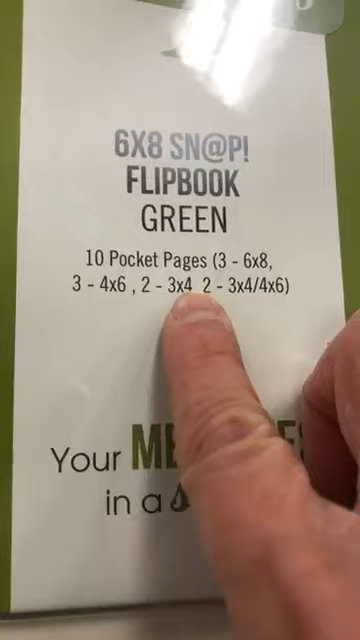 6X8 SN@P!
FLIPBOOK
GREEN
10 Pocket Pages (3 - 6x8,
3 - 4x6 , 2 - 3x4 2 - 3x4/4x6)
Your
in a